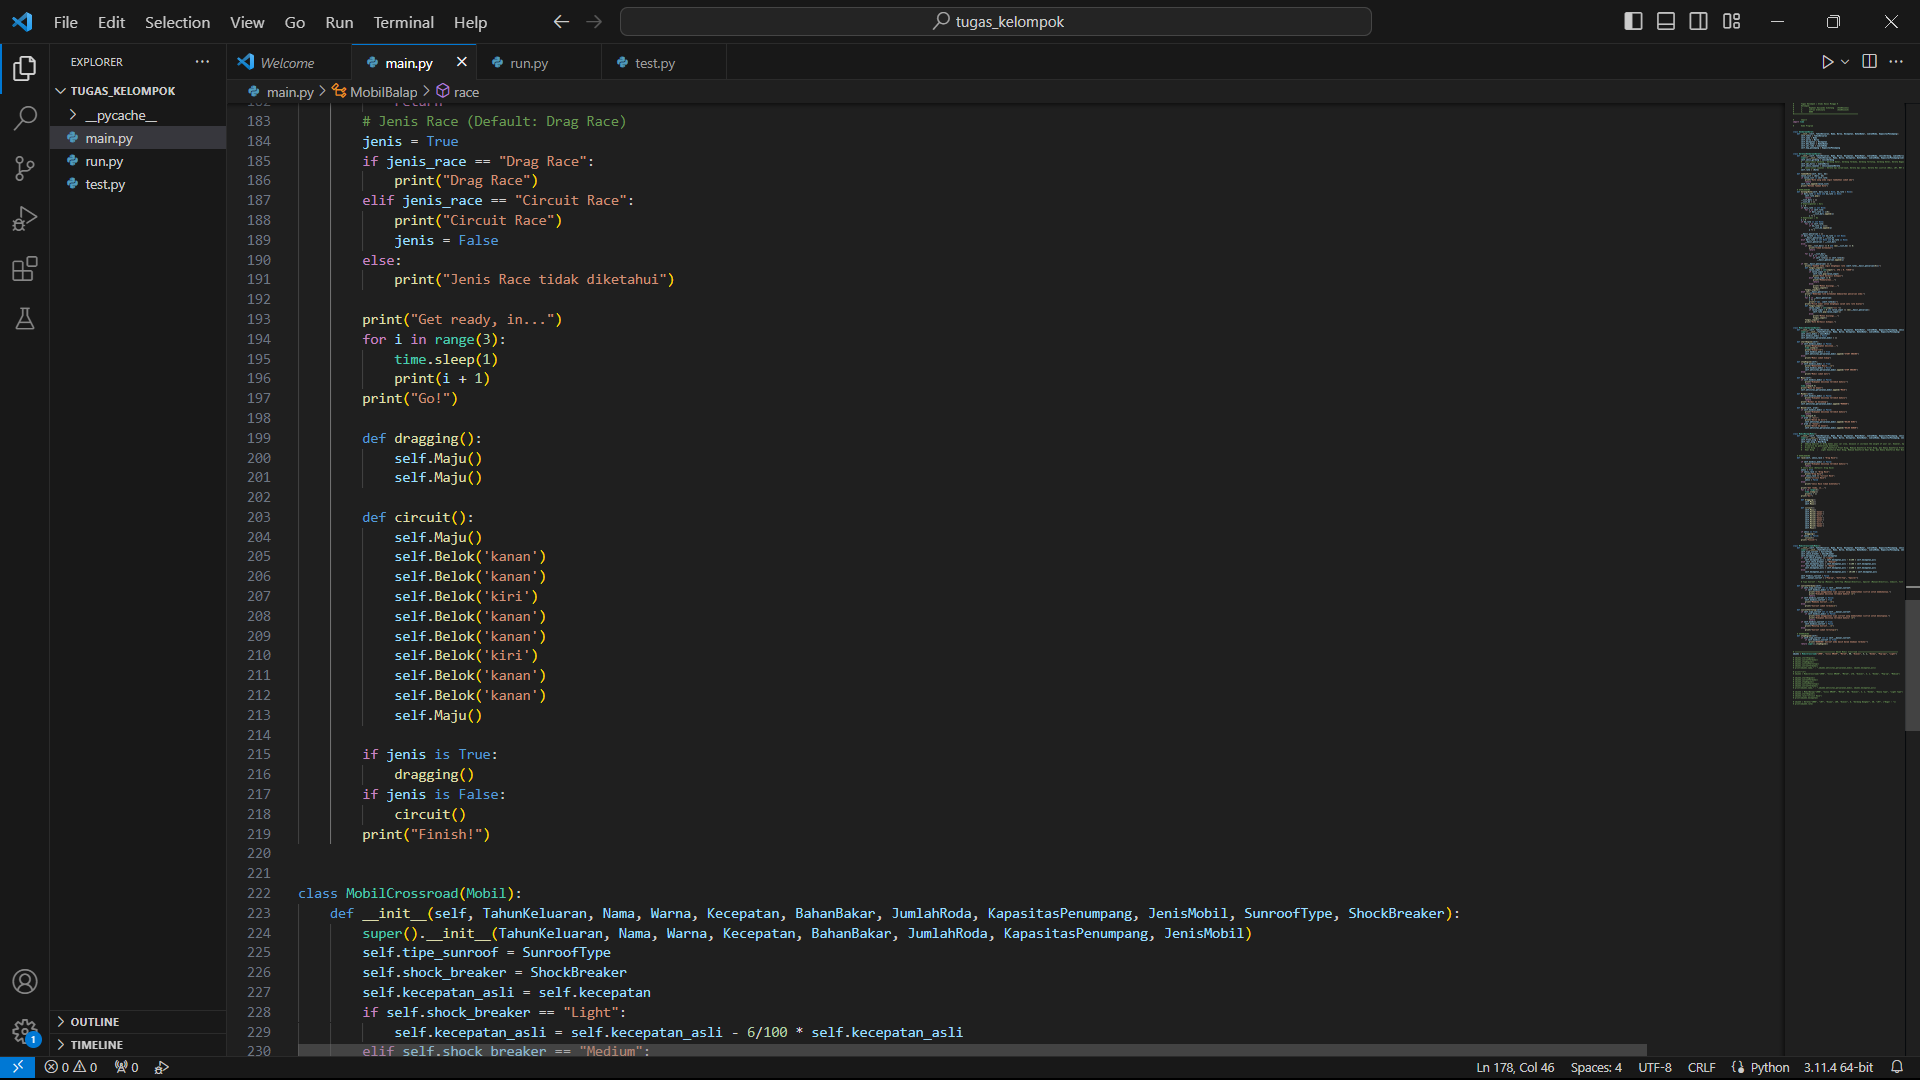 File Edit Selection View Go Run Terminal Help
tugas_kelompok
EXPLORER
Welcome
main.py
run.py
test.py
TUGAS_KELOMPOK
__pycache__
main.py
run.py
test.py
main.py > MobilBalap > race
183 # Jenis Race (Default: Drag Race)
184 jenis = True
185 if jenis_race == "Drag Race":
186 print("Drag Race")
187 elif jenis_race == "Circuit Race":
188 print("Circuit Race")
189 jenis = False
190 else:
191 print("Jenis Race tidak diketahui")
192
193 print("Get ready, in...")
194 for i in range(3):
195 time.sleep(1)
196 print(i + 1)
197 print("Go!")
198
199 def dragging():
200 self.Maju()
201 self.Maju()
202
203 def circuit():
204 self.Maju()
205 self.Belok('kanan')
206 self.Belok('kanan')
207 self.Belok('kiri')
208 self.Belok('kanan')
209 self.Belok('kanan')
210 self.Belok('kiri')
211 self.Belok('kanan')
212 self.Belok('kanan')
213 self.Maju()
214
215 if jenis is True:
216 dragging()
217 if jenis is False:
218 circuit()
219 print("Finish!")
220
221
222 class MobilCrossroad(Mobil):
223 def __init__(self, TahunKeluaran, Nama, Warna, Kecepatan, BahanBakar, JumlahRoda, KapasitasPenumpang, JenisMobil, SunroofType, ShockBreaker):
224 super().__init__(TahunKeluaran, Nama, Warna, Kecepatan, BahanBakar, JumlahRoda, KapasitasPenumpang, JenisMobil)
225 self.tipe_sunroof = SunroofType
226 self.shock_breaker = ShockBreaker
227 self.kecepatan_asli = self.kecepatan
228 if self.shock_breaker == "Light":
229 self.kecepatan_asli = self.kecepatan_asli - 6/100 * self.kecepatan_asli
230 elif self.shock_breaker == "Medium":
OUTLINE
TIMELINE
1
0 0 0
Ln 178, Col 46 Spaces: 4 UTF-8 CRLF Python 3.11.4 64-bit